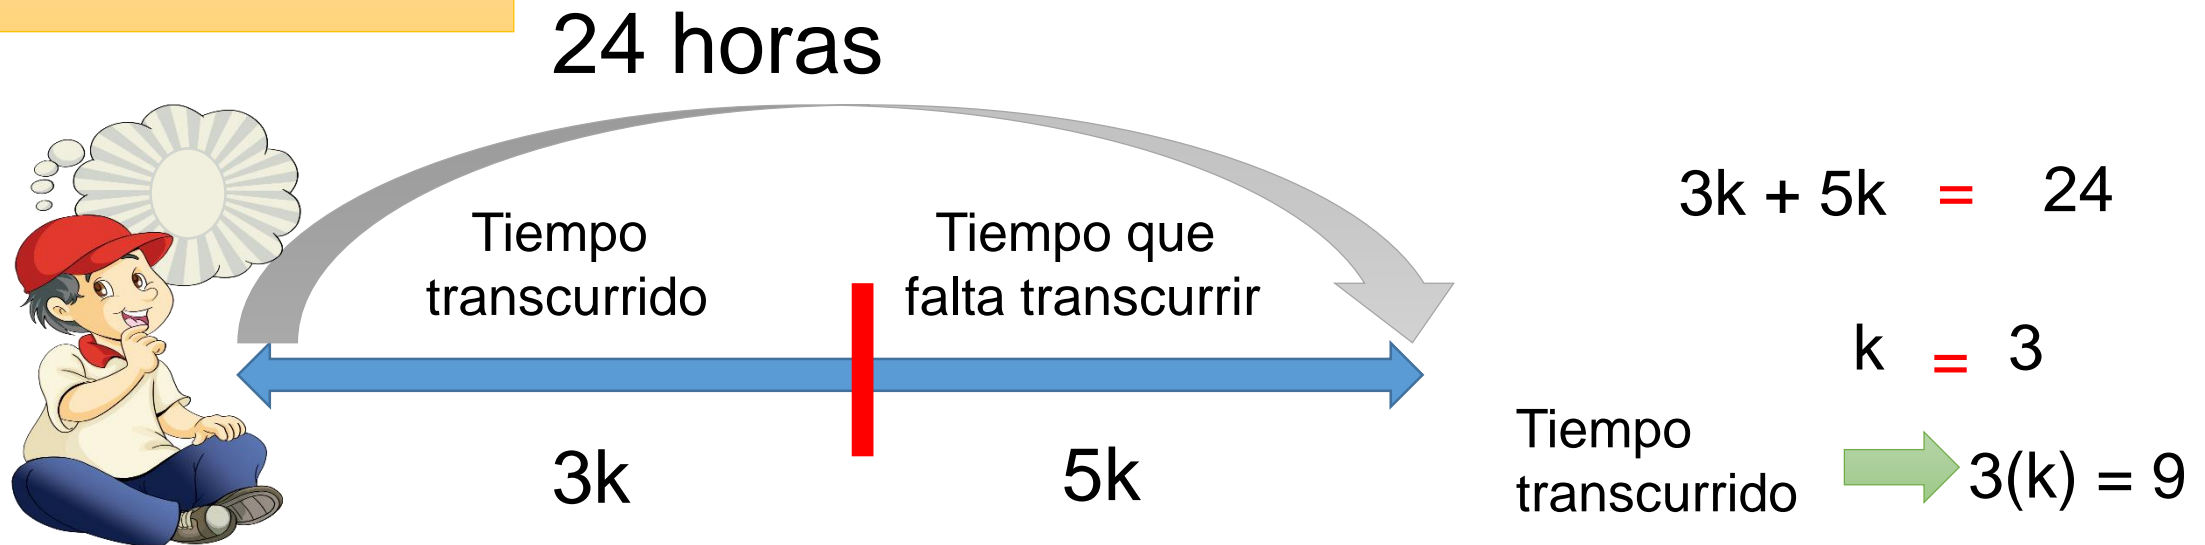 24 horas
Tiempo
transcurrido
Tiempo que
falta transcurrir
3k
5k
3k + 5k = 24
k = 3
Tiempo
transcurrido
3(k) = 9